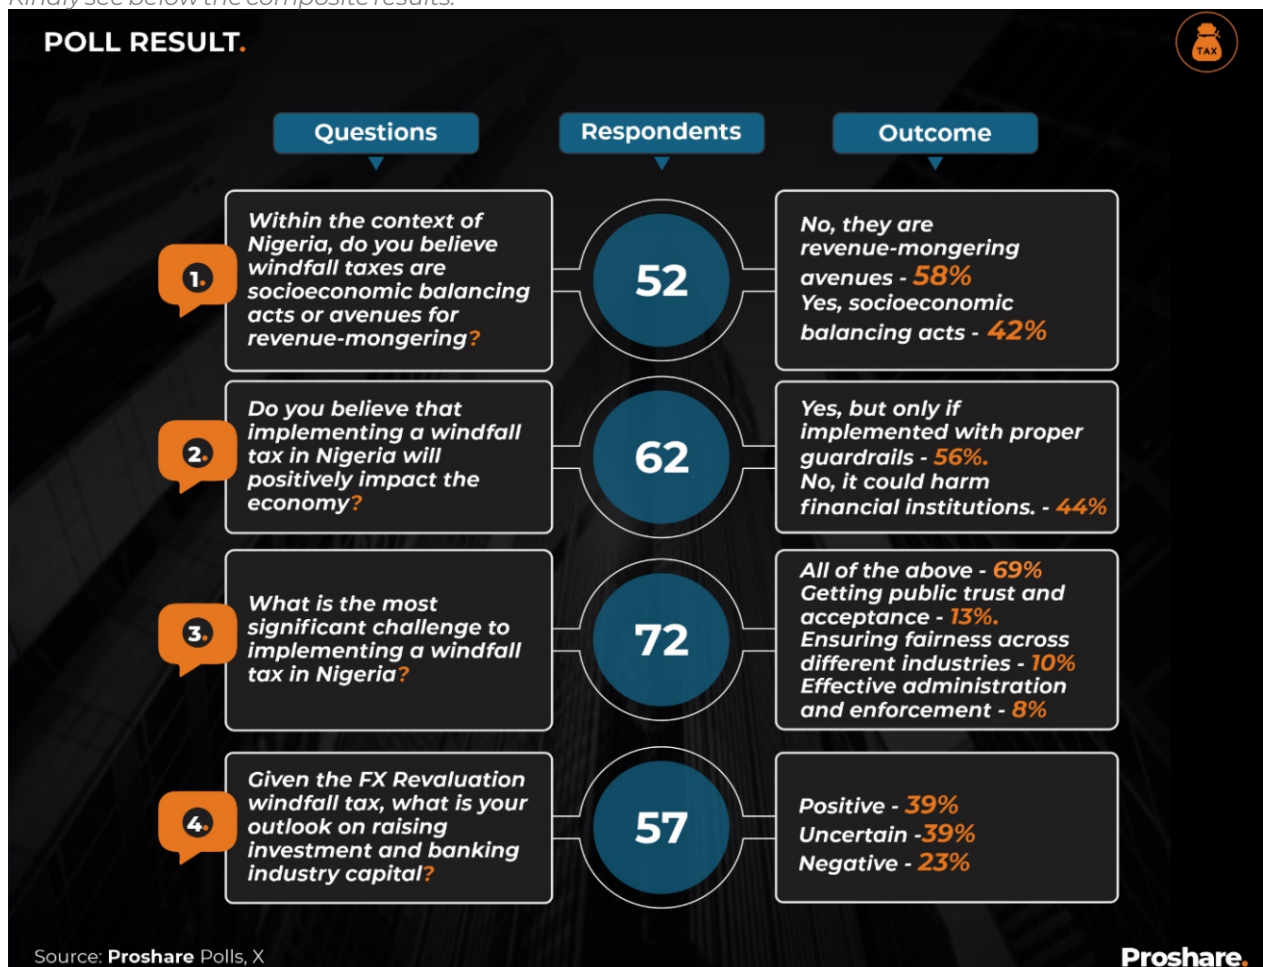 Kindly see below the composite results.
POLL RESULT.
TAX
Questions
Respondents
Outcome
1.
Within the context of
Nigeria, do you believe
windfall taxes are
socioeconomic balancing
acts or avenues for
revenue-mongering?
52
No, they are
revenue-mongering
avenues - 58%
Yes, socioeconomic
balancing acts - 42%
2.
Do you believe that
implementing a windfall
tax in Nigeria will
positively impact the
economy?
62
Yes, but only if
implemented with proper
guardrails - 56%.
No, it could harm
financial institutions. - 44%
3.
What is the most
significant challenge to
implementing a windfall
tax in Nigeria?
72
All of the above - 69%
Getting public trust and
acceptance - 13%.
Ensuring fairness across
different industries - 10%
Effective administration
and enforcement - 8%
4.
Given the FX Revaluation
windfall tax, what is your
outlook on raising
investment and banking
industry capital?
57
Positive - 39%
Uncertain -39%
Negative - 23%
Source: Proshare Polls, X
Proshare.